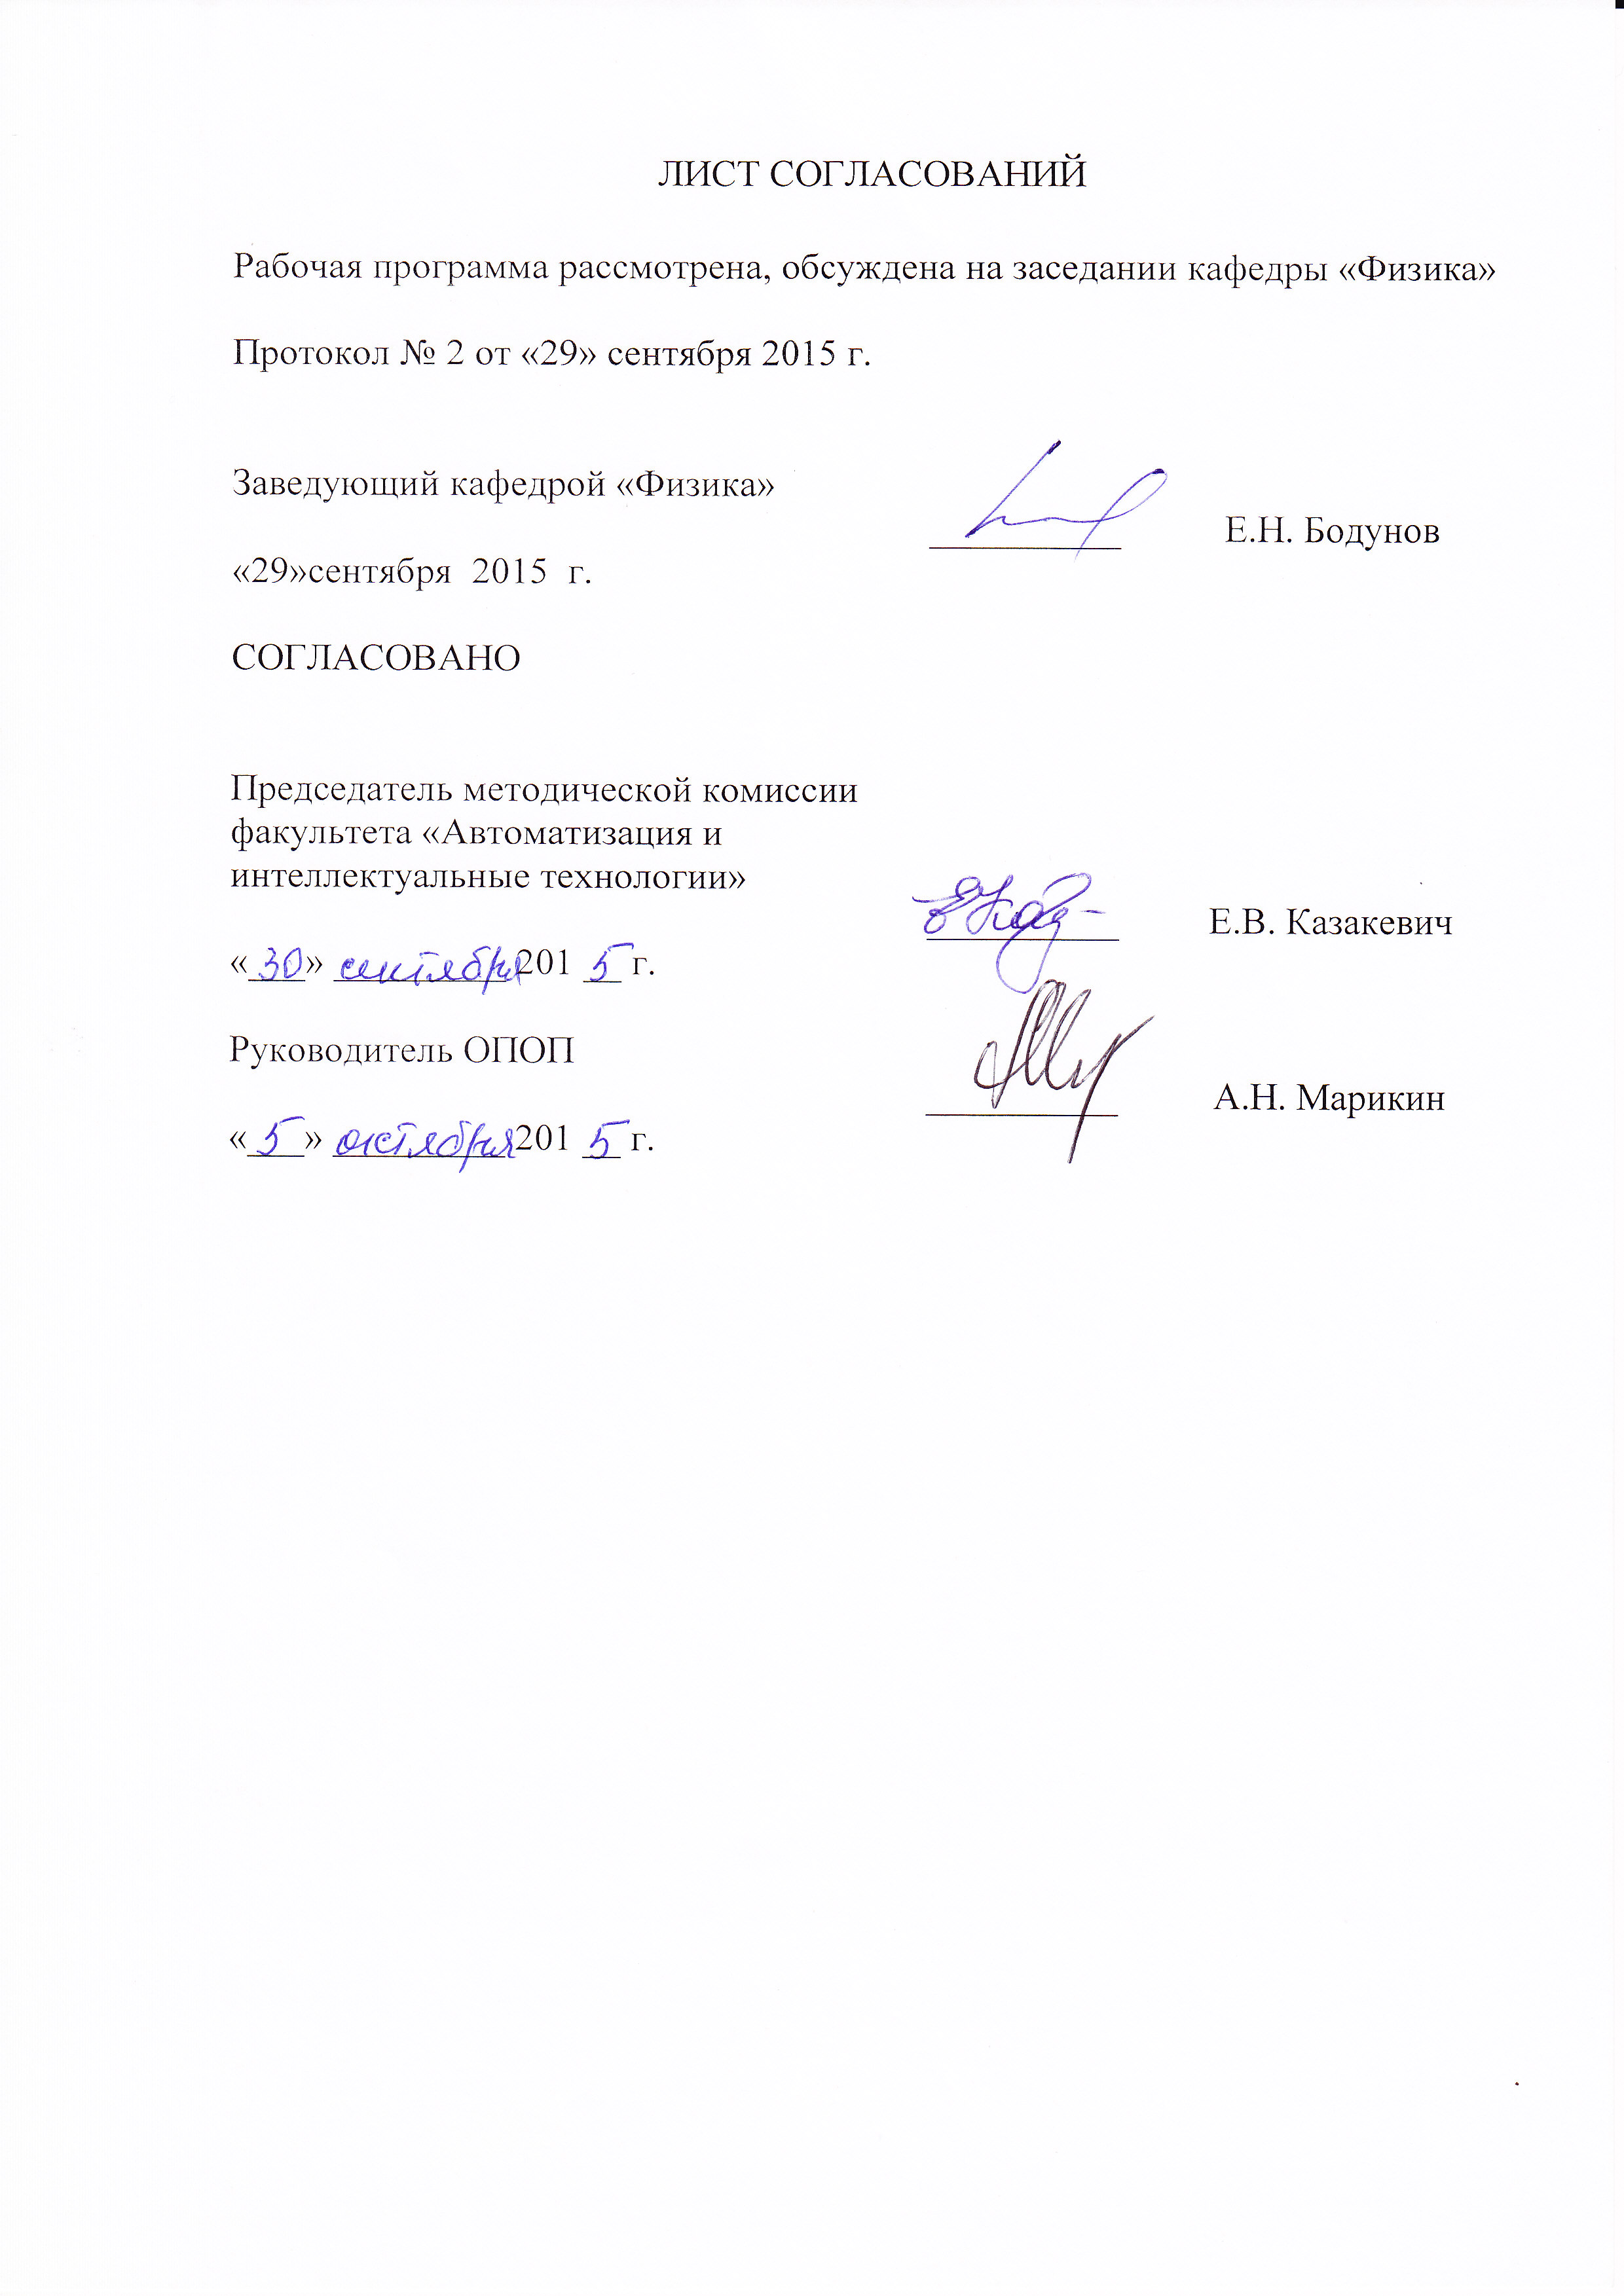 ЛИСТ СОГЛАСОВАНИЙ
Рабочая программа рассмотрена, обсуждена на заседании кафедры «Физика»
Протокол № 2 от «29» сентября 2015 г.
Заведующий кафедрой «Физика»
Е.Н. Бодунов
«29»сентября 2015 г.
СОГЛАСОВАНО
Председатель методической комиссии
факультета «Автоматизация и
интеллектуальные технологии»
Е.В. Казакевич
«30» сентября 201 5 г.
Руководитель ОПОП
А.Н. Марикин
«5» октября 201 5 г.